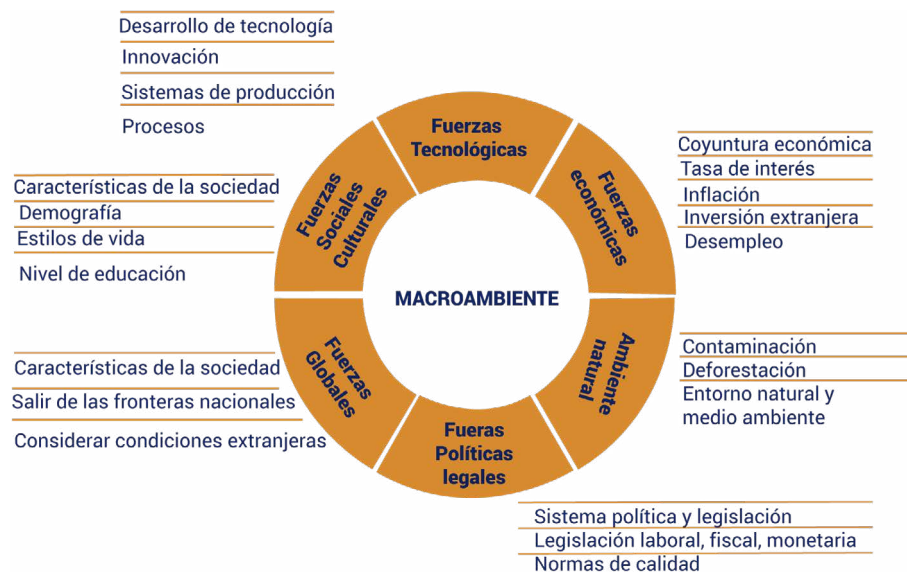 Desarrollo de tecnología
Innovación
Sistemas de producción
Procesos
Fuerzas
Tecnológicas
Coyuntura económica
Tasa de interés
Inflación
Inversión extranjera
Desempleo
Fuerzas
económicas
Características de la sociedad
Demografía
Estilos de vida
Nivel de educación
Fuerzas
Sociales
Culturales
MACROAMBIENTE
Características de la sociedad
Salir de las fronteras nacionales
Considerar condiciones extranjeras
Fuerzas
Globales
Ambiente
natural
Contaminación
Deforestación
Entorno natural y
medio ambiente
Fueras
Políticas
legales
Sistema política y legislación
Legislación laboral, fiscal, monetaria
Normas de calidad